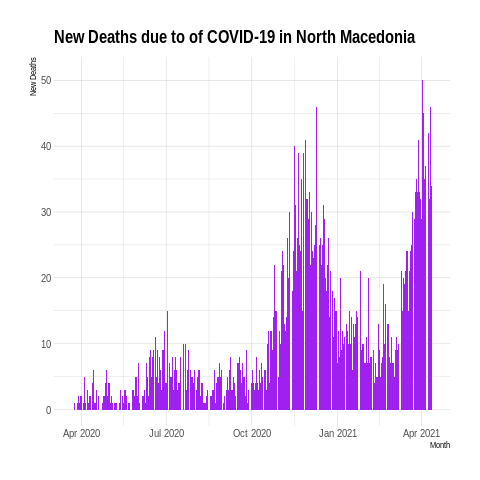 New Deaths due to of COVID-19 in North Macedonia
New Deaths
50
40
30
20
10
0
Apr 2020
Jul 2020
Oct 2020
Jan 2021
Apr 2021
Month